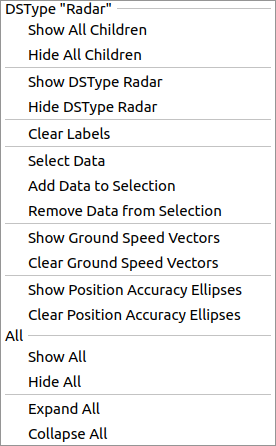 DSType "Radar"
Show All Children
Hide All Children
Show DSType Radar
Hide DSType Radar
Clear Labels
Select Data
Add Data to Selection
Remove Data from Selection
Show Ground Speed Vectors
Clear Ground Speed Vectors
Show Position Accuracy Ellipses
Clear Position Accuracy Ellipses
All
Show All
Hide All
Expand All
Collapse All